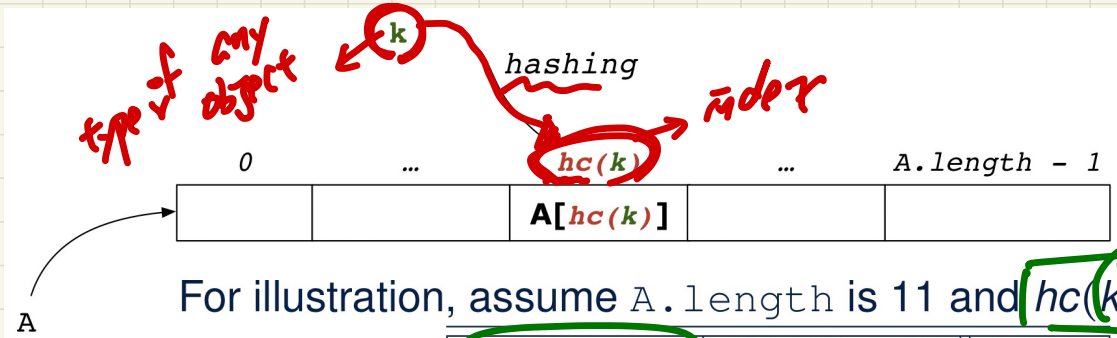 k
type of any
object
hashing
index
0 … hc(k) … A.length - 1
A[hc(k)]
For illustration, assume A.length is 11 and hc(k
A